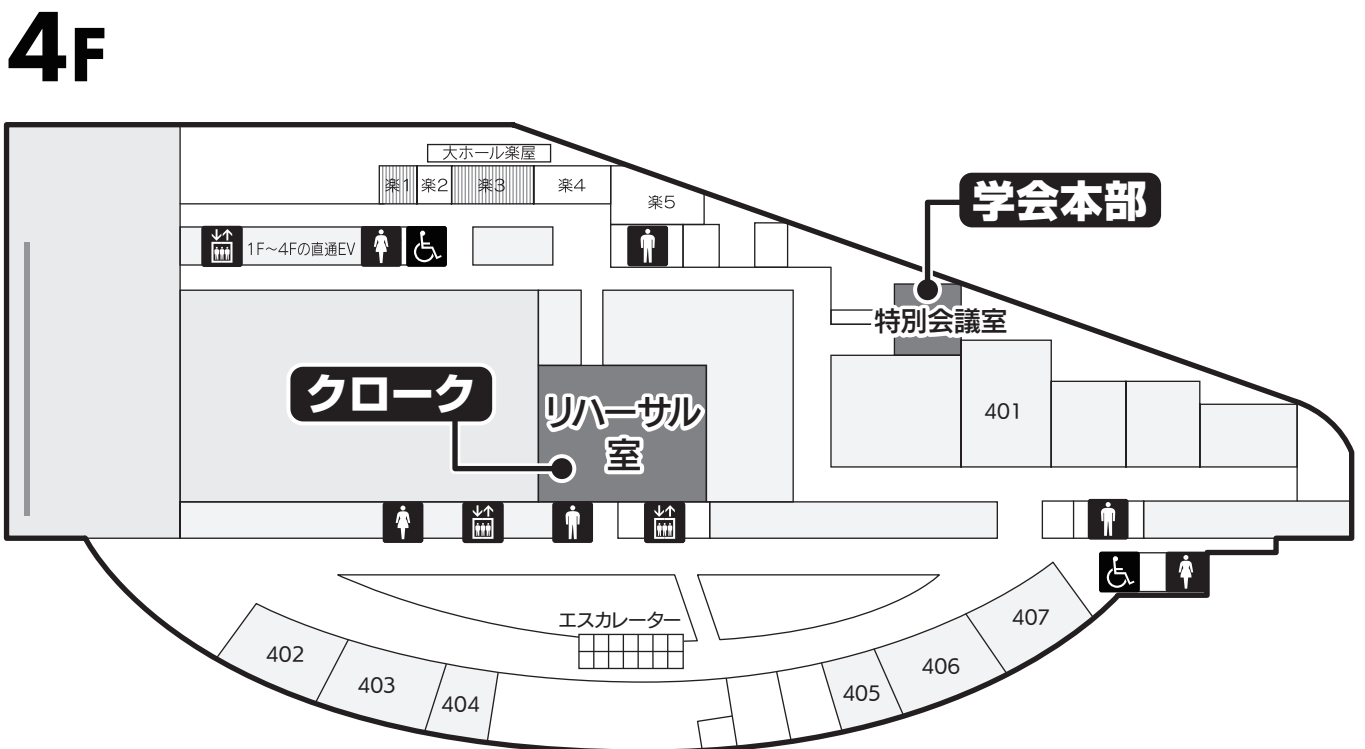 4F
大ホール楽屋
楽1 楽2 楽3 楽4
楽5
学会本部
1F～4Fの直通EV
特別会議室
クローク
リハーサル
室
401
エスカレーター
402
403
404
405
406
407